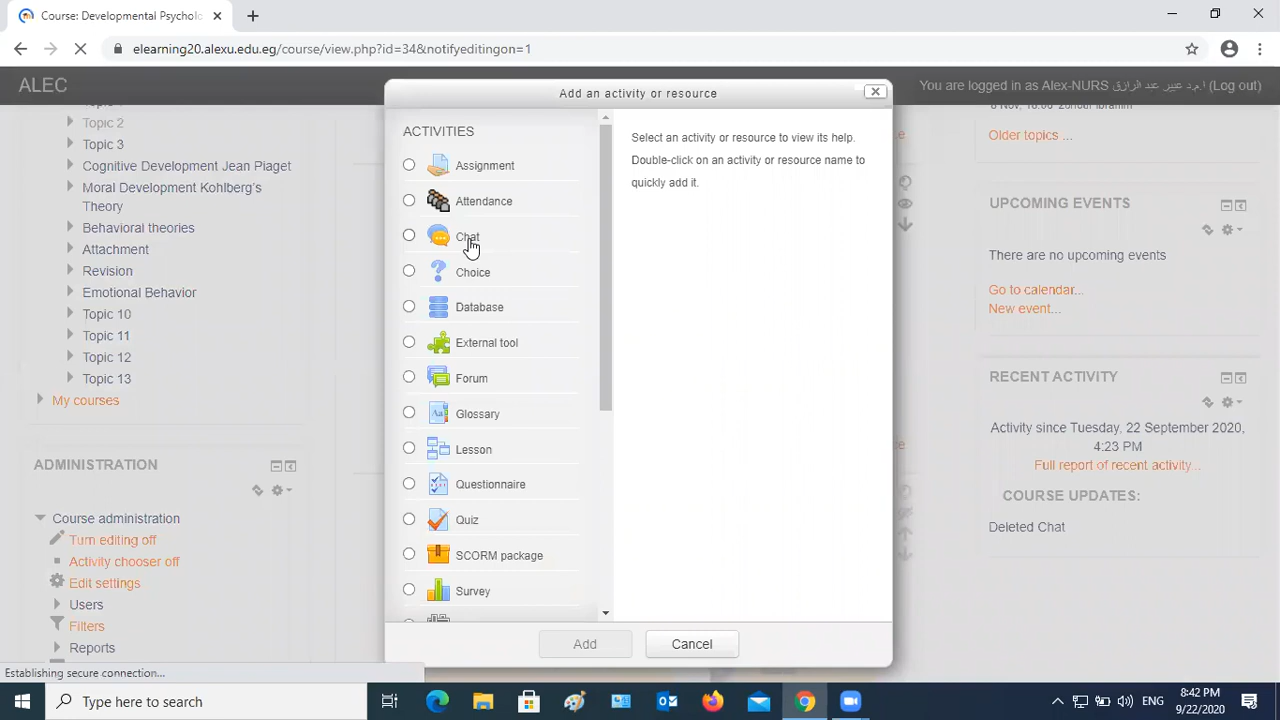 Course: Developmental Psycholo
elearning20.alexu.edu.eg/course/view.php?id=34&notifyeditingon=1
ALEC
You are logged in as Alex-NURS ا.م.د عبير عبد الرازق (Log out)
Add an activity or resource
Topic 2
Topic 3
Cognitive Development Jean Piaget
Moral Development Kohlberg's
Theory
Behavioral theories
Attachment
Revision
Emotional Behavior
Topic 10
Topic 11
Topic 12
Topic 13
My courses
ADMINISTRATION
Course administration
Turn editing off
Activity chooser off
Edit settings
Users
Filters
Reports
Establishing secure connection...
ACTIVITIES
Assignment
Attendance
Chat
Choice
Database
External tool
Forum
Glossary
Lesson
Questionnaire
Quiz
SCORM package
Survey
Select an activity or resource to view its help.
Double-click on an activity or resource name to
quickly add it.
Add
Cancel
Older topics ...
UPCOMING EVENTS
There are no upcoming events
Go to calendar...
New event...
RECENT ACTIVITY
Activity since Tuesday, 22 September 2020,
4:23 PM
Full report of recent activity...
COURSE UPDATES:
Deleted Chat
Type here to search
ENG
8:42 PM
9/22/2020